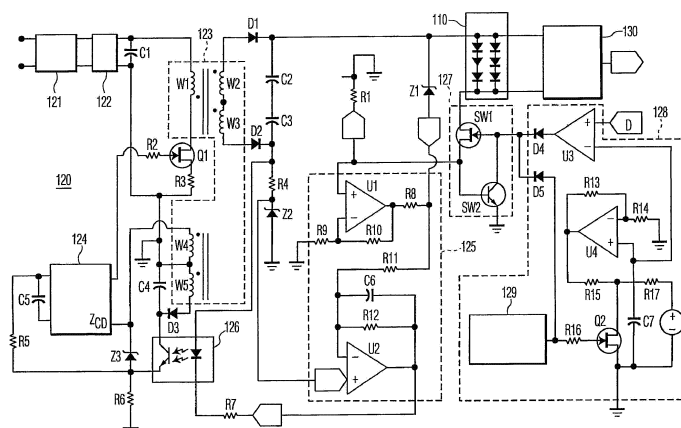 110
130
123
D1
C1
121
122
W1
W2
W3
C2
127
R1
Z1
128
SW1
D4
U3
D
+
−
C3
D2
R2
Q1
R3
R4
Z2
120
SW2
D5
U1
+
−
R8
R9
R10
125
R13
R14
U4
−
+
124
W4
C4
W5
D3
C5
ZCD
R11
C6
R12
U2
−
+
R15
R17
129
R16
Q2
C7
+
−
126
Z3
R5
R6
R7